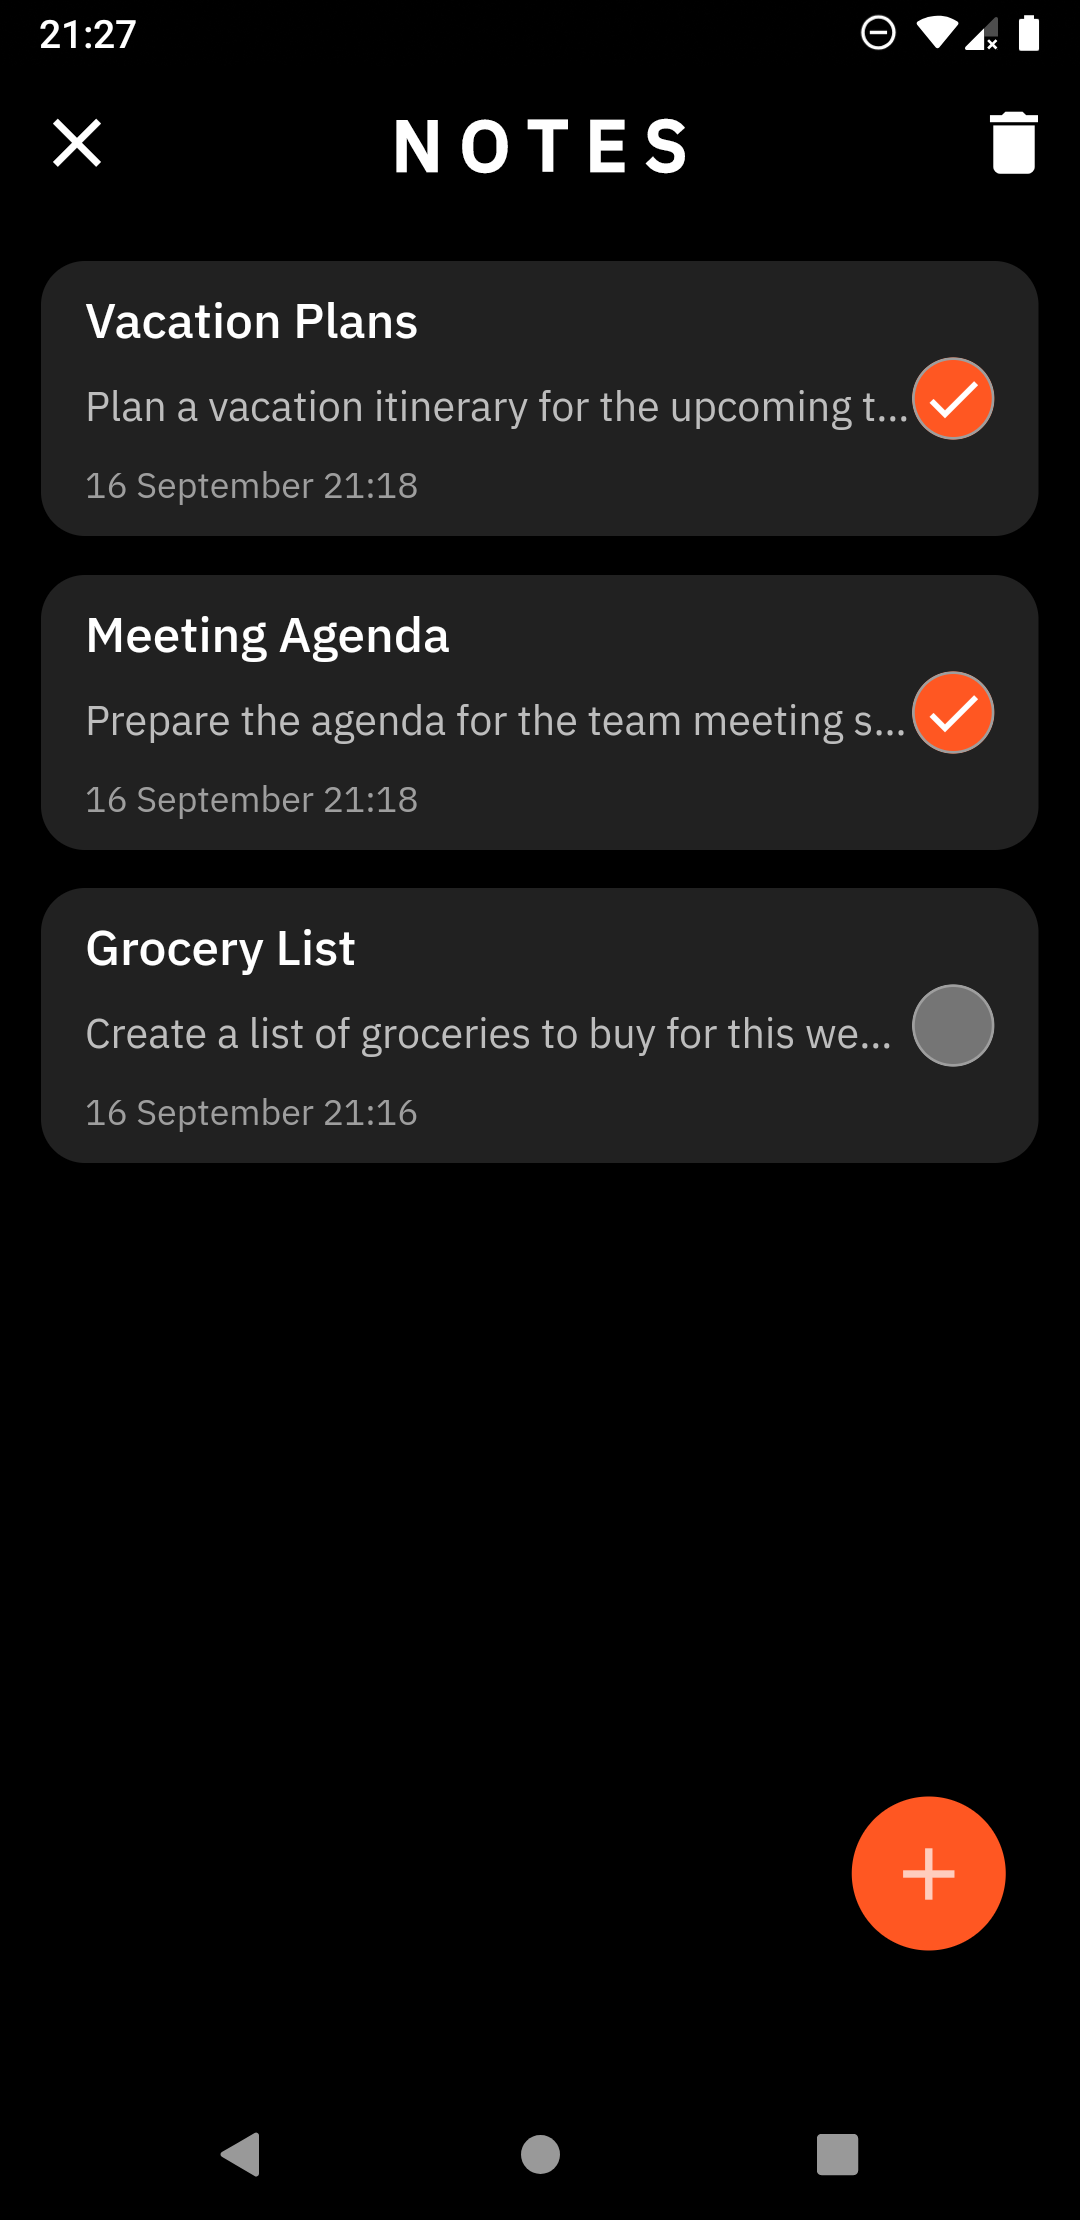 21:27
NOTES
Vacation Plans
Plan a vacation itinerary for the upcoming t...
16 September 21:18
Meeting Agenda
Prepare the agenda for the team meeting s...
16 September 21:18
Grocery List
Create a list of groceries to buy for this we...
16 September 21:16